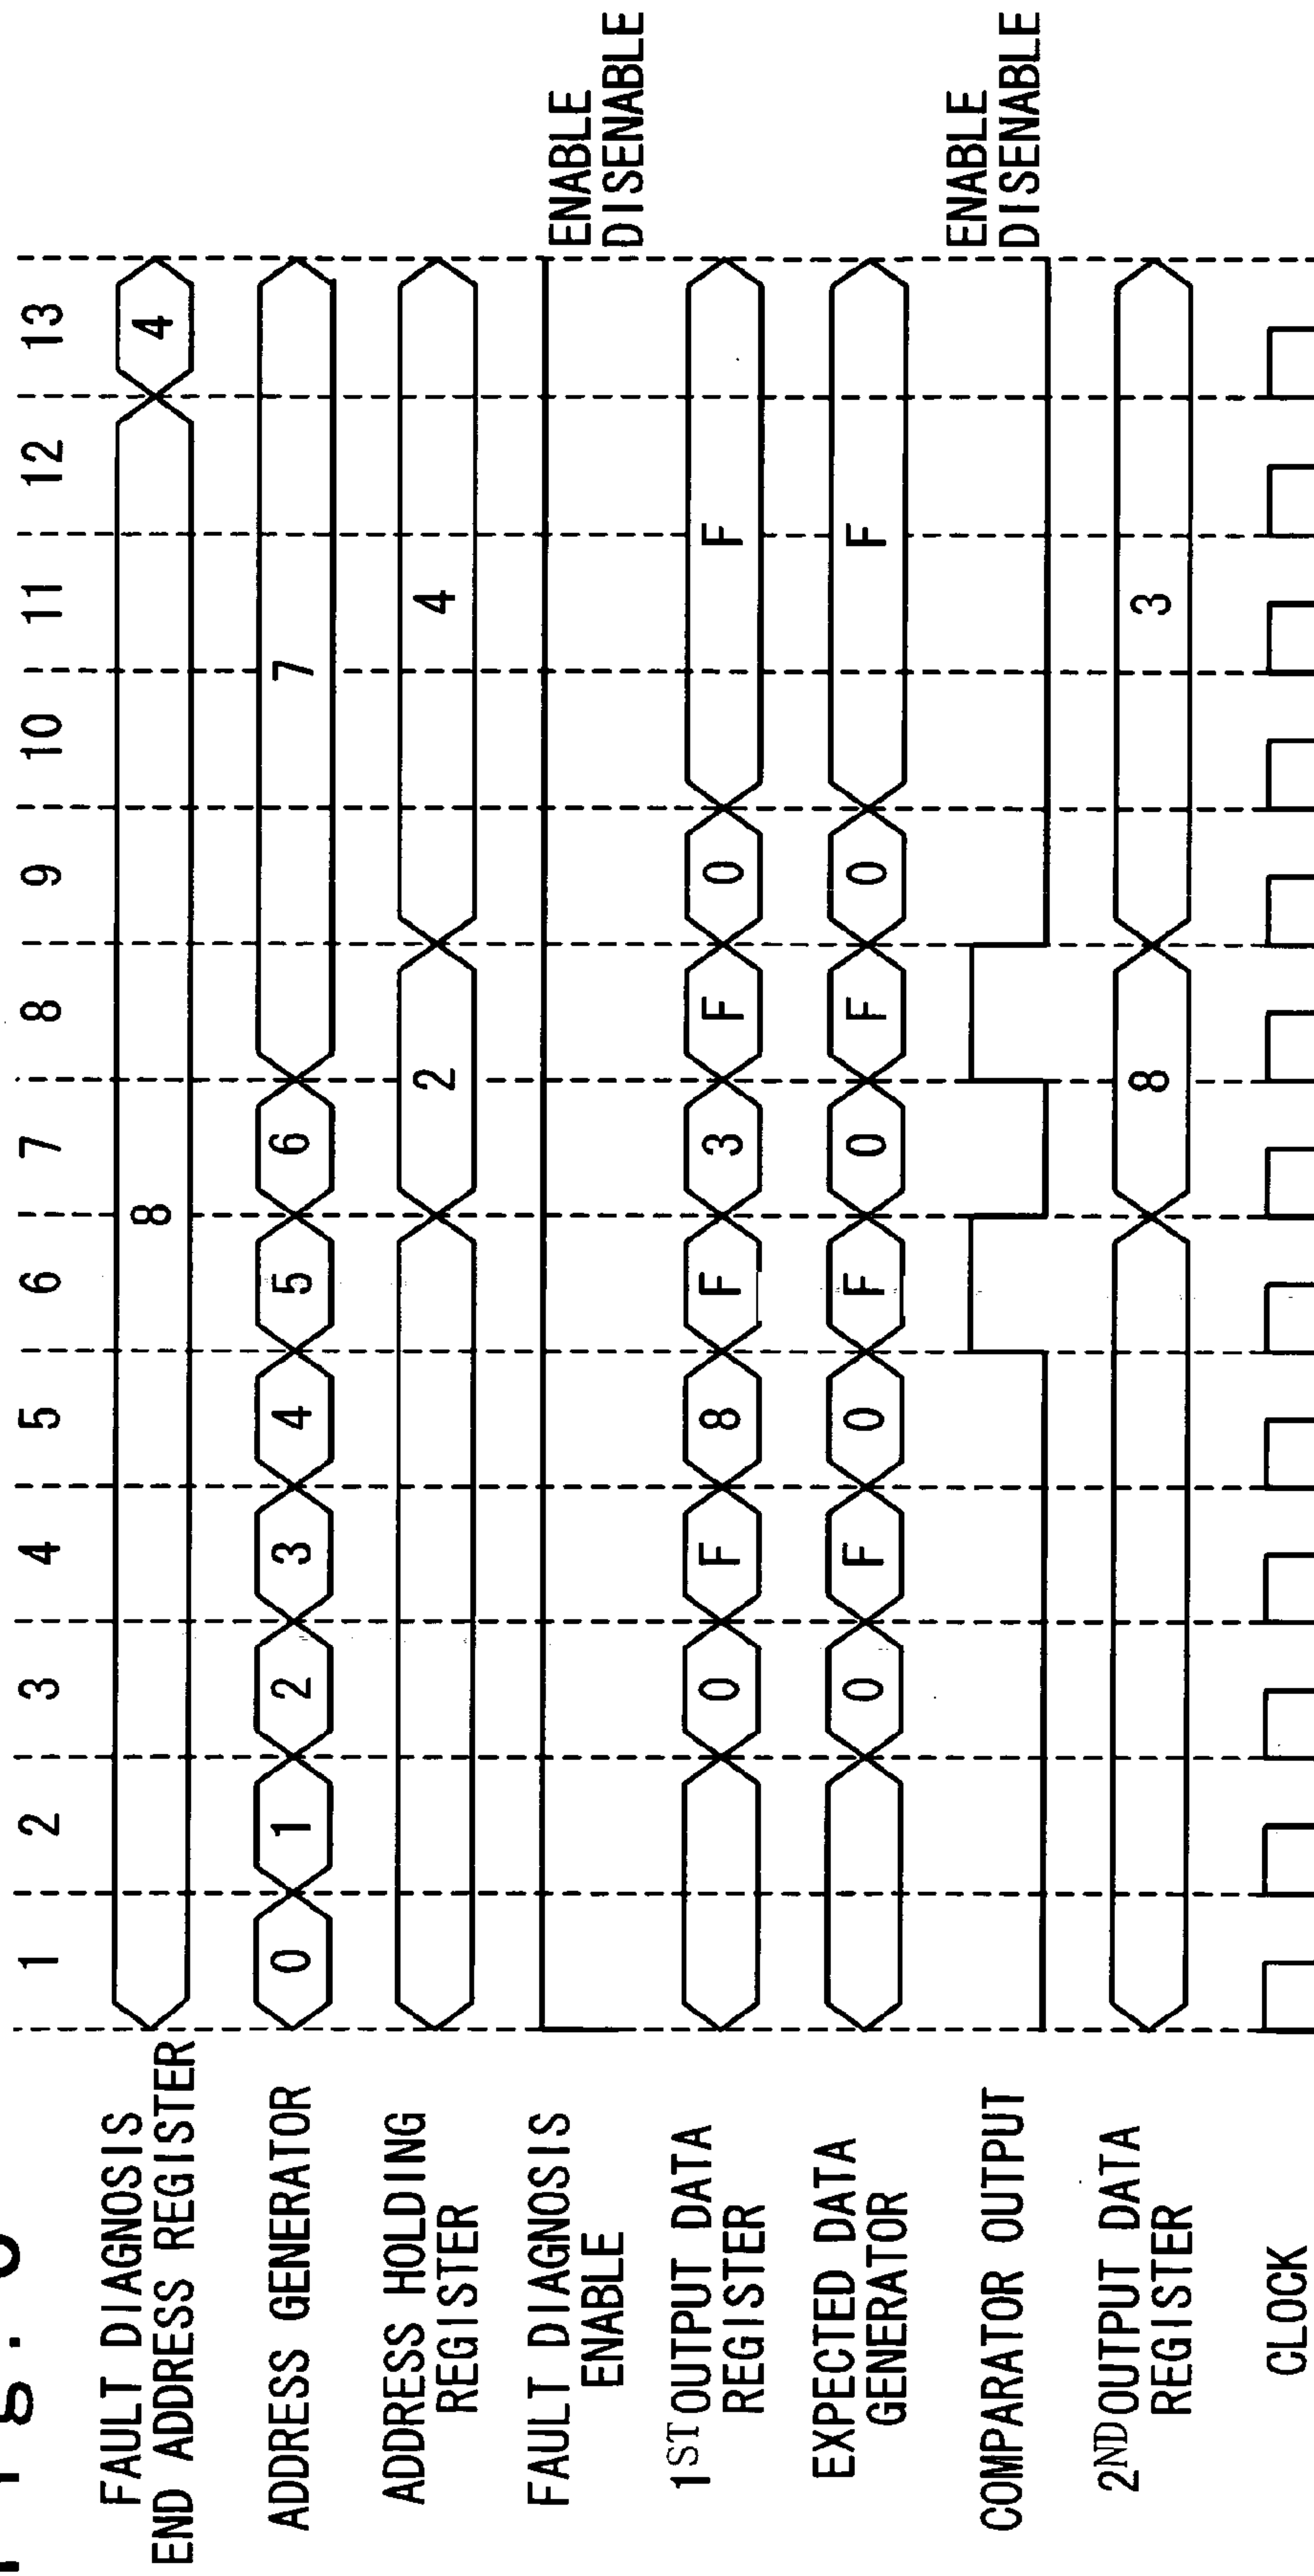 1 2 3 4 5 6 7 8 9 10 11 12 13
FAULT DIAGNOSIS
END ADDRESS REGISTER
8 4
ADDRESS GENERATOR
0 1 2 3 4 5 6 7
ADDRESS HOLDING
REGISTER
2 4
FAULT DIAGNOSIS
ENABLE
ENABLE
DISENABLE
1ST OUTPUT DATA
REGISTER
0 F 8 F 3 F 0 F
EXPECTED DATA
GENERATOR
0 F 0 F 0 F 0 F
COMPARATOR OUTPUT
ENABLE
DISENABLE
2ND OUTPUT DATA
REGISTER
8 3
CLOCK